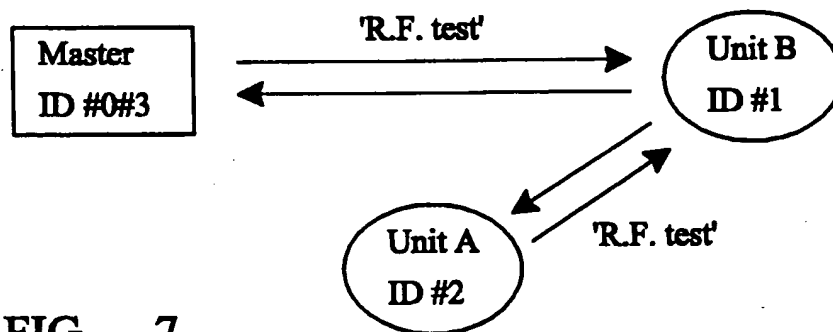 'R.F. test'
Master
ID #0#3
Unit B
ID #1
Unit A
ID #2
'R.F. test'
FIG. 7